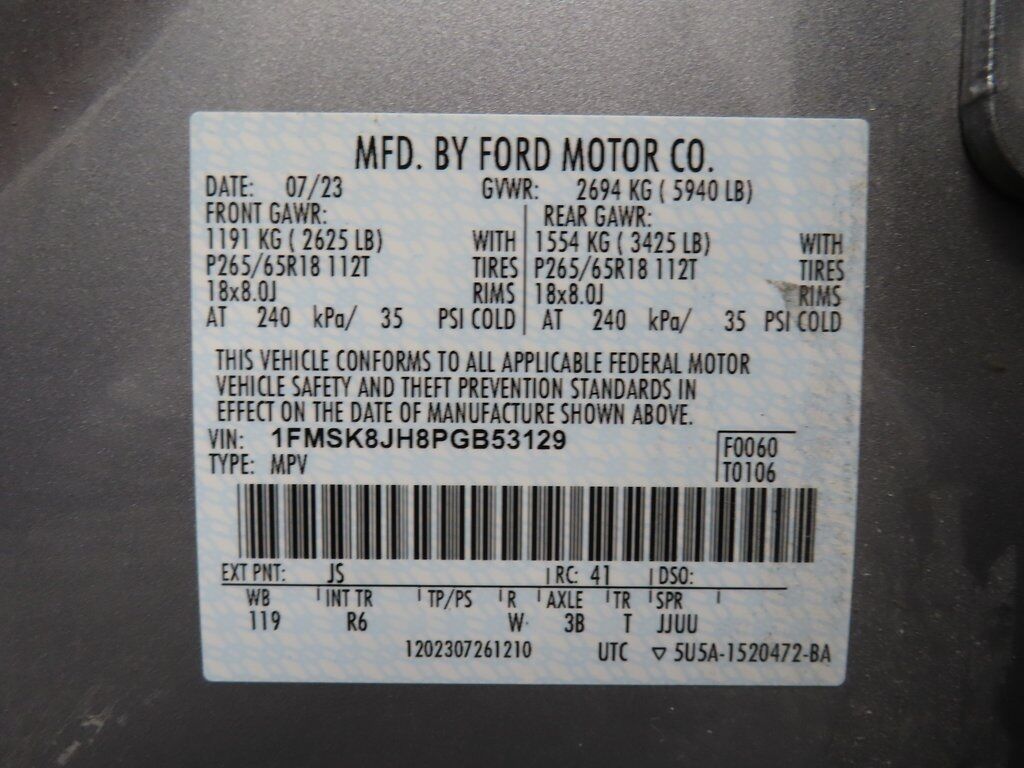 MFD. BY FORD MOTOR CO.
DATE: 07/23 GVWR: 2694 KG ( 5940 LB)
FRONT GAWR: REAR GAWR:
1191 KG ( 2625 LB) WITH 1554 KG ( 3425 LB) WITH
P265/65R18 112T TIRES P265/65R18 112T TIRES
18x8.0J RIMS 18x8.0J RIMS
AT 240 kPa/ 35 PSI COLD AT 240 kPa/ 35 PSI COLD
THIS VEHICLE CONFORMS TO ALL APPLICABLE FEDERAL MOTOR
VEHICLE SAFETY AND THEFT PREVENTION STANDARDS IN
EFFECT ON THE DATE OF MANUFACTURE SHOWN ABOVE.
VIN: 1FMSK8JH8PGB53129 F0060
TYPE: MPV T0106
EXT PNT: JS RC: 41 DSO:
WB INT TR TP/PS R AXLE TR SPR
119 R6 W 3B T JJUU
1202307261210 UTC ▽ 5U5A-1520472-BA